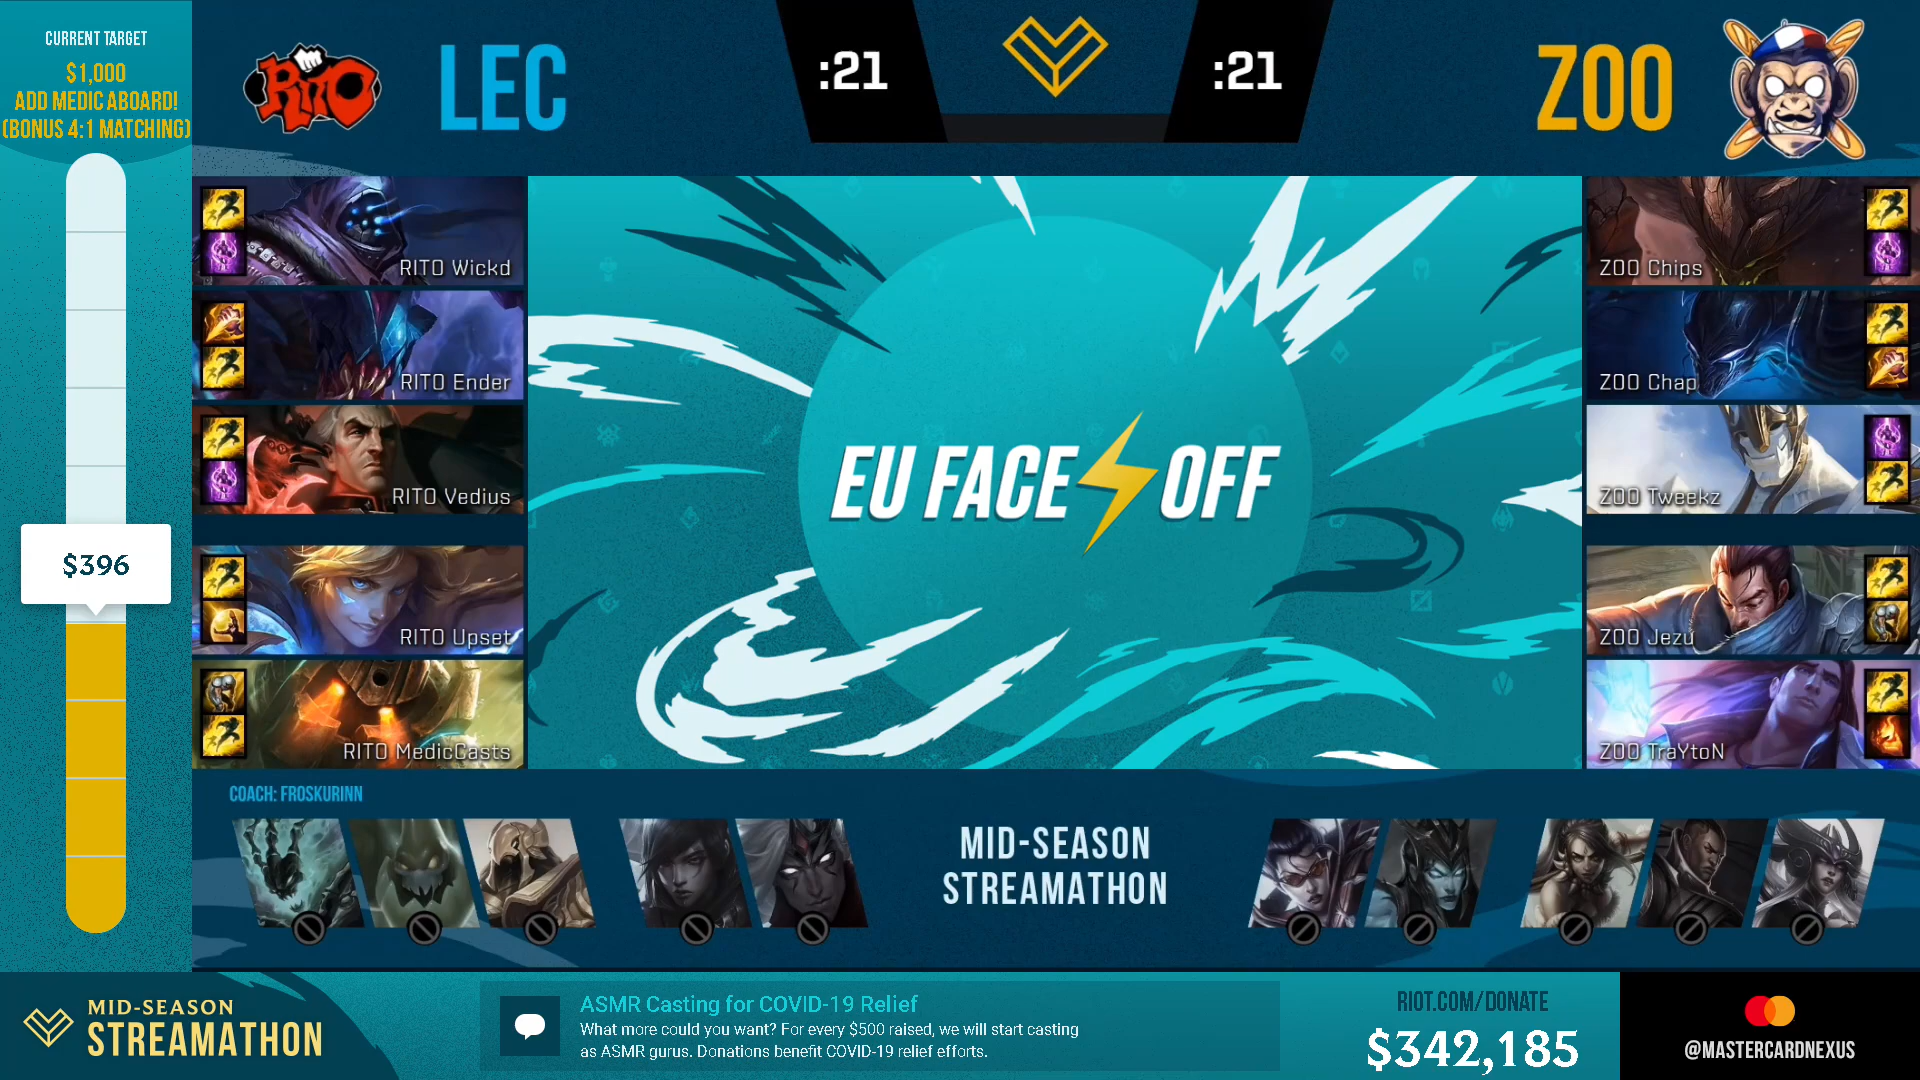 CURRENT TARGET
$1,000
ADD MEDIC ABOARD!
(BONUS 4:1 MATCHING)
$396
RITO
LEC
:21
:21
ZOO
RITO Wickd
RITO Ender
RITO Vedius
RITO Upset
RITO MedicCasts
EU FACE OFF
ZOO Chips
ZOO Chap
ZOO Tweekz
ZOO Jezu
ZOO TraYtoN
COACH: FROSKURINN
MID-SEASON
STREAMATHON
MID-SEASON
STREAMATHON
ASMR Casting for COVID-19 Relief
What more could you want? For every $500 raised, we will start casting
as ASMR gurus. Donations benefit COVID-19 relief efforts.
RIOT.COM/DONATE
$342,185
@MASTERCARDNEXUS